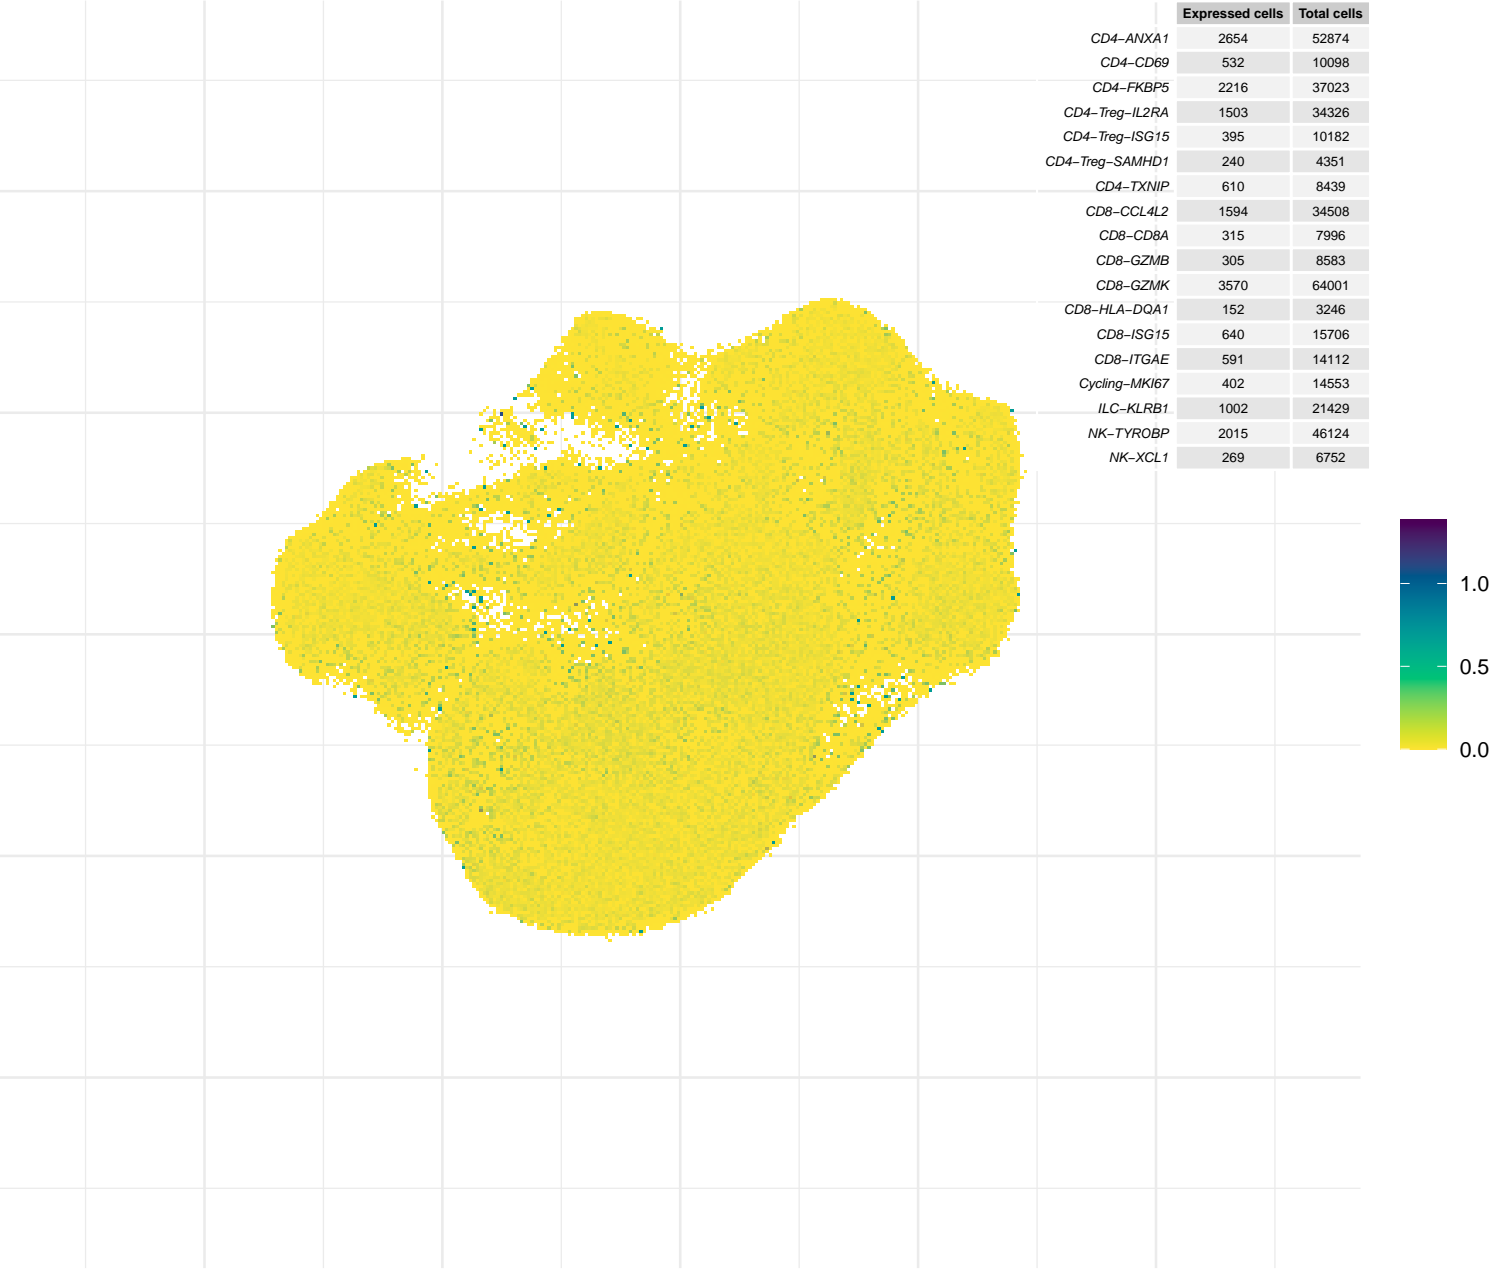 Expressed cells Total cells
CD4−ANXA1 2654 52874
CD4−CD69 532 10098
CD4−FKBP5 2216 37023
CD4−Treg−IL2RA 1503 34326
CD4−Treg−ISG15 395 10182
CD4−Treg−SAMHD1 240 4351
CD4−TXNIP 610 8439
CD8−CCL4L2 1594 34508
CD8−CD8A 315 7996
CD8−GZMB 305 8583
CD8−GZMK 3570 64001
CD8−HLA−DQA1 152 3246
CD8−ISG15 640 15706
CD8−ITGAE 591 14112
Cycling−MKI67 402 14553
ILC−KLRB1 1002 21429
NK−TYROBP 2015 46124
NK−XCL1 269 6752
1.0
0.5
0.0